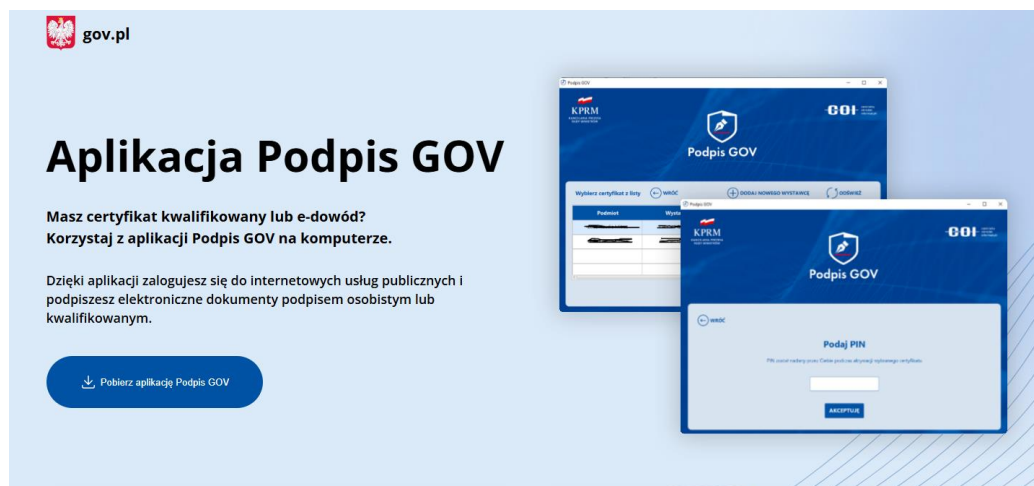 gov.pl
Aplikacja Podpis GOV
Masz certyfikat kwalifikowany lub e-dowód?
Korzystaj z aplikacji Podpis GOV na komputerze.
Dzięki aplikacji zalogujesz się do internetowych usług publicznych i
podpiszesz elektroniczne dokumenty podpisem osobistym lub
kwalifikowanym.
Pobierz aplikację Podpis GOV
Podpis GOV
KPRM
COI
Podpis GOV
Wybierz certyfikat z listy
WRÓĆ
DODAJ NOWEGO WYSTAWCĘ
ODŚWIEŻ
Podmiot
Wysta
Podpis GOV
KPRM
COI
Podpis GOV
WRÓĆ
Podaj PIN
AKCEPTUJĘ